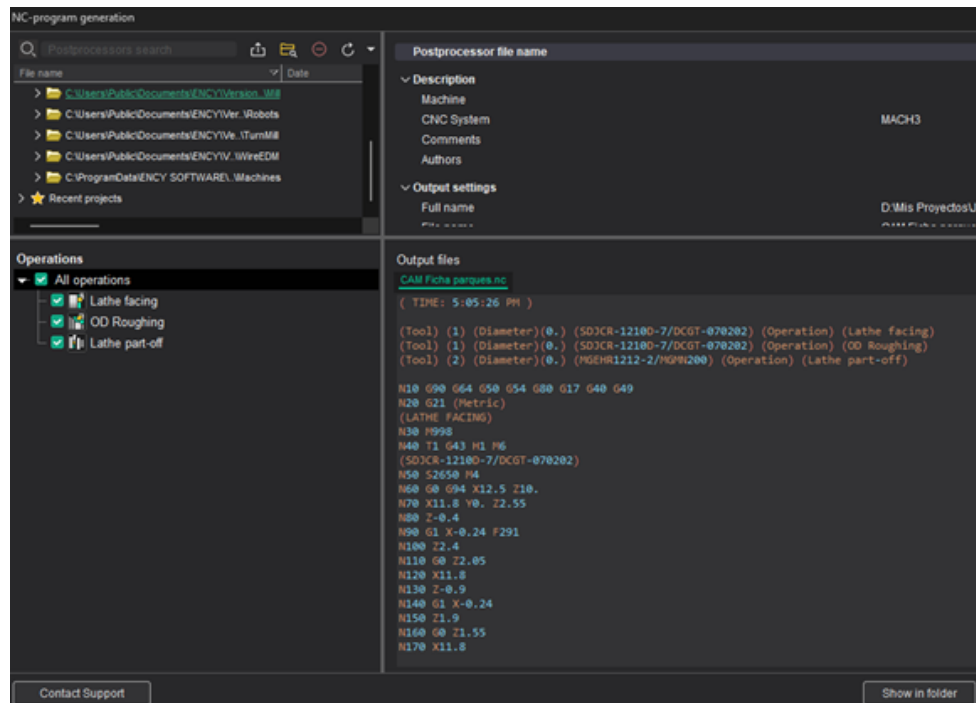 NC-program generation
Postprocessors search
File name
Date
C:\Users\Public\Documents\ENCY\Version..\Mill
C:\Users\Public\Documents\ENCY\Ver..\Robots
C:\Users\Public\Documents\ENCY\Ve..\TurnMill
C:\Users\Public\Documents\ENCY\V..\WireEDM
C:\ProgramData\ENCY SOFTWARE\..\Machines
Recent projects
Postprocessor file name
Description
Machine
CNC System MACH3
Comments
Authors
Output settings
Full name D:\Mis Proyectos\
Operations
All operations
Lathe facing
OD Roughing
Lathe part-off
Output files
CAM Ficha parques.nc
( TIME: 5:05:26 PM )
(Tool) (1) (Diameter)(0.) (SDJCR-1210D-7/DCGT-070202) (Operation) (Lathe facing)
(Tool) (1) (Diameter)(0.) (SDJCR-1210D-7/DCGT-070202) (Operation) (OD Roughing)
(Tool) (2) (Diameter)(0.) (MGEHR1212-2/MGMN200) (Operation) (Lathe part-off)
N10 G90 G64 G50 G54 G80 G17 G40 G49
N20 G21 (Metric)
(LATHE FACING)
N30 M998
N40 T1 G43 H1 M6
(SDJCR-1210D-7/DCGT-070202)
N50 S2650 M4
N60 G0 G94 X12.5 Z10.
N70 X11.8 Y0. Z2.55
N80 Z-0.4
N90 G1 X-0.24 F291
N100 Z2.4
N110 G0 Z2.05
N120 X11.8
N130 Z-0.9
N140 G1 X-0.24
N150 Z1.9
N160 G0 Z1.55
N170 X11.8
Contact Support
Show in folder